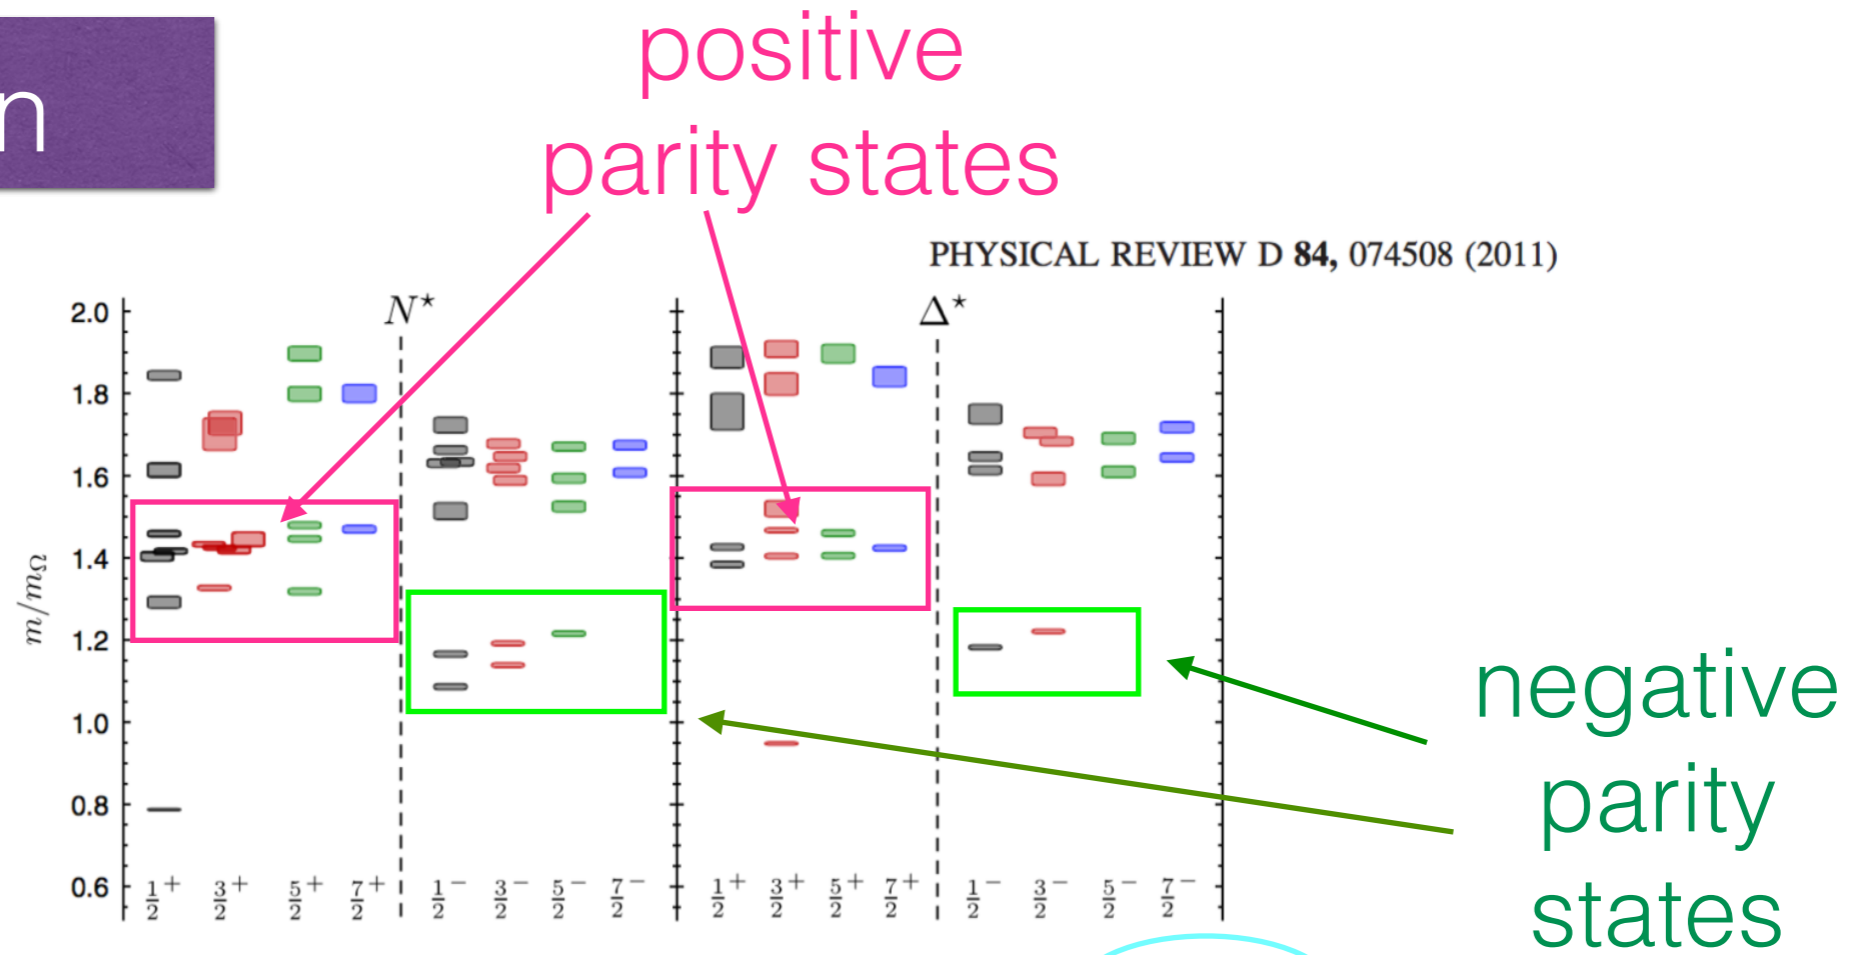 n
positive
parity states
PHYSICAL REVIEW D 84, 074508 (2011)
N* Δ*
2.0
1.8
1.6
1.4
1.2
1.0
0.8
0.6
m/mΩ
1/2+ 3/2+ 5/2+ 7/2+ 1/2− 3/2− 5/2− 7/2− 1/2+ 3/2+ 5/2+ 7/2+ 1/2− 3/2− 5/2− 7/2−
negative
parity
states